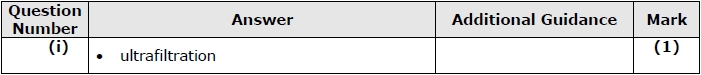 Question Number Answer Additional Guidance Mark
(i) • ultrafiltration (1)